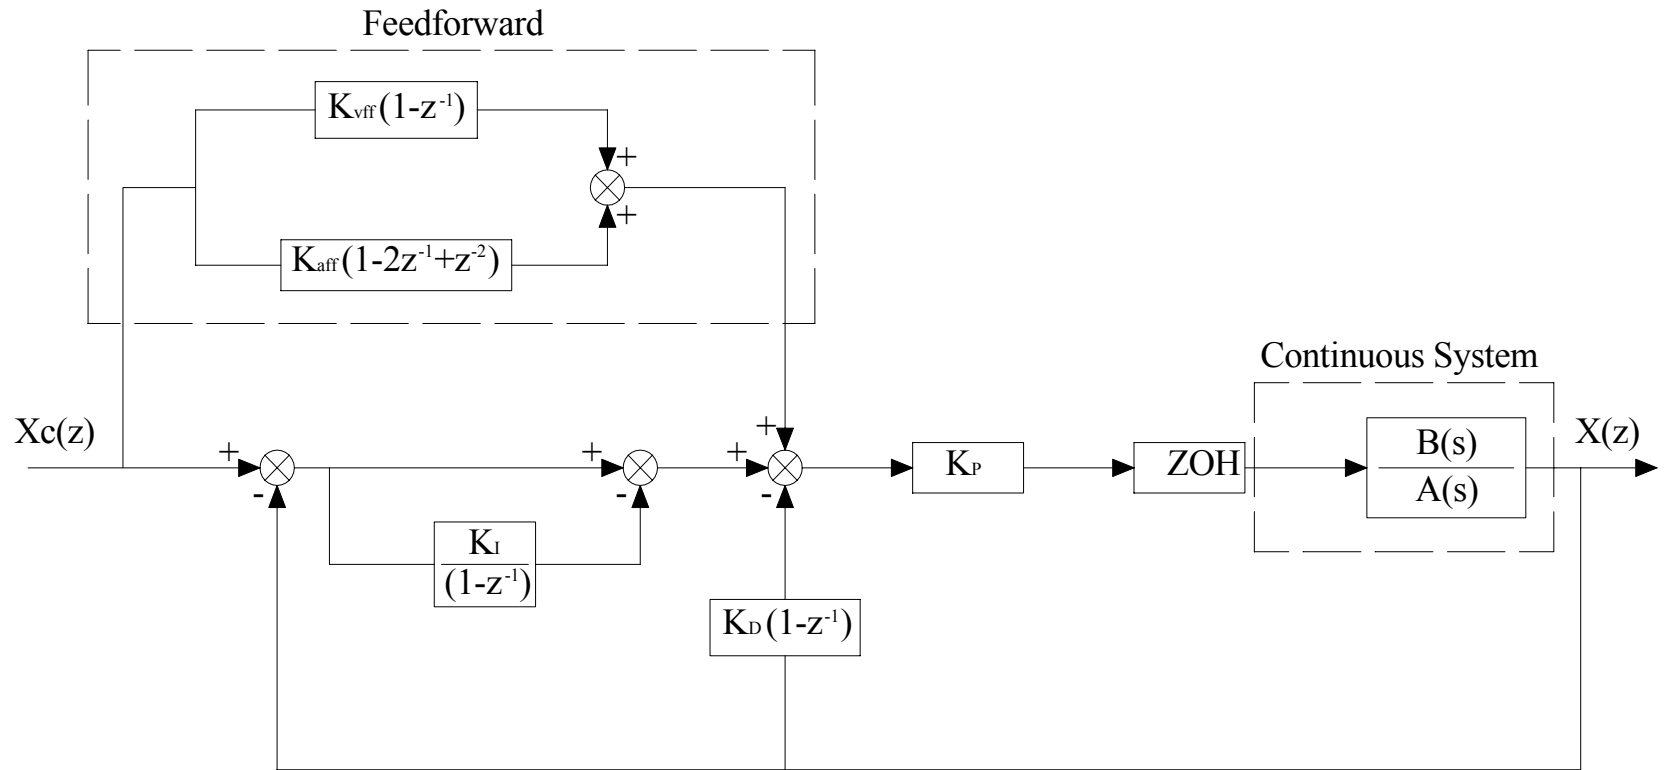 Feedforward
Kvff(1-z⁻¹)
+
+
Kaff(1-2z⁻¹+z⁻²)
Continuous System
Xc(z)
+
-
+
-
+
+
-
KP
ZOH
B(s)
A(s)
X(z)
KI
(1-z⁻¹)
KD(1-z⁻¹)